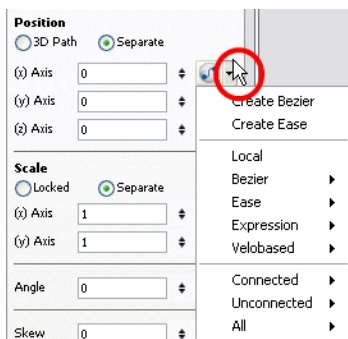 Position
3D Path Separate
(x) Axis 0
(y) Axis 0
(z) Axis 0
Scale
Locked Separate
(x) Axis 1
(y) Axis 1
Angle 0
Skew 0
Create Bezier
Create Ease
Local
Bezier
Ease
Expression
Velobased
Connected
Unconnected
All